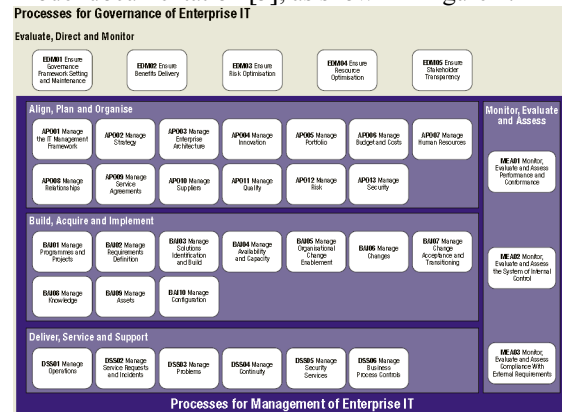 Processes for Governance of Enterprise IT
Evaluate, Direct and Monitor
EDM01 Ensure
Governance
Framework Setting
and Maintenance
EDM02 Ensure
Benefits Delivery
EDM03 Ensure
Risk Optimisation
EDM04 Ensure
Resource
Optimisation
EDM05 Ensure
Stakeholder
Transparency
Align, Plan and Organise
APO01 Manage
the IT Management
Framework
APO02 Manage
Strategy
APO03 Manage
Enterprise
Architecture
APO04 Manage
Innovation
APO05 Manage
Portfolio
APO06 Manage
Budget and Costs
APO07 Manage
Human Resources
APO08 Manage
Relationships
APO09 Manage
Service
Agreements
APO10 Manage
Suppliers
APO11 Manage
Quality
APO12 Manage
Risk
APO13 Manage
Security
Build, Acquire and Implement
BAI01 Manage
Programmes and
Projects
BAI02 Manage
Requirements
Definition
BAI03 Manage
Solutions
Identification
and Build
BAI04 Manage
Availability
and Capacity
BAI05 Manage
Organisational
Change
Enablement
BAI06 Manage
Changes
BAI07 Manage
Change
Acceptance and
Transitioning
BAI08 Manage
Knowledge
BAI09 Manage
Assets
BAI10 Manage
Configuration
Deliver, Service and Support
DSS01 Manage
Operations
DSS02 Manage
Service Requests
and Incidents
DSS03 Manage
Problems
DSS04 Manage
Continuity
DSS05 Manage
Security
Services
DSS06 Manage
Business
Process Controls
Monitor, Evaluate
and Assess
MEA01 Monitor,
Evaluate and Assess
Performance and
Conformance
MEA02 Monitor,
Evaluate and Assess
the System of Internal
Control
MEA03 Monitor,
Evaluate and Assess
Compliance With
External Requirements
Processes for Management of Enterprise IT